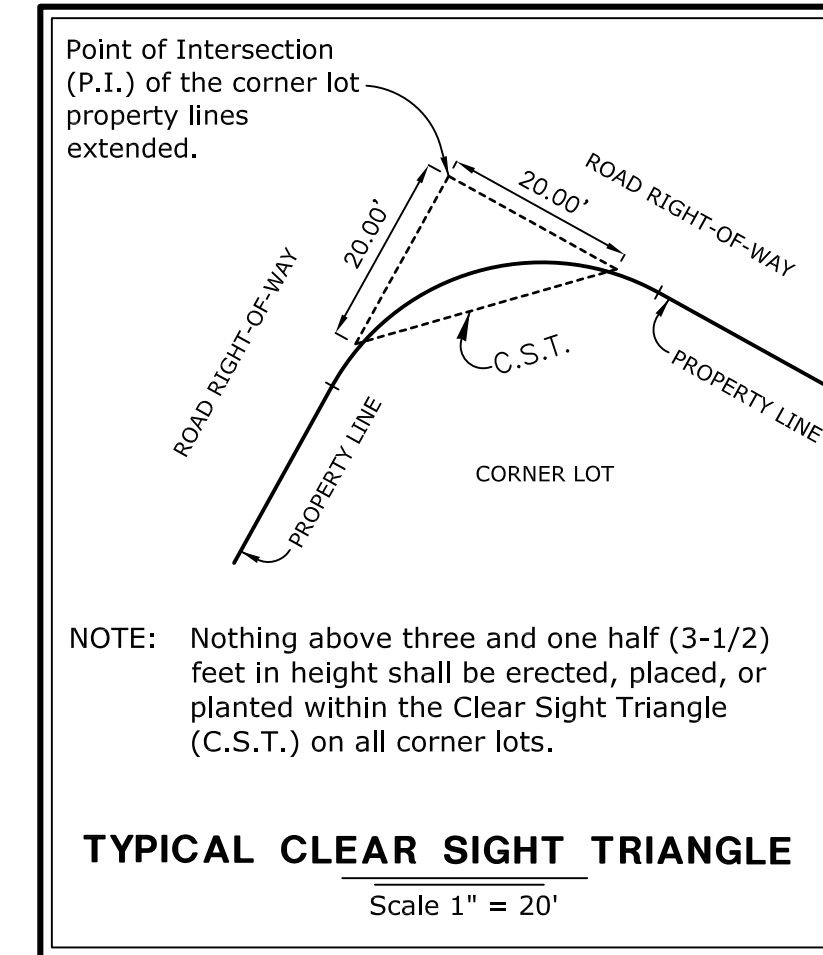 Point of Intersection
(P.I.) of the corner lot
property lines
extended.
20.00'
20.00'
ROAD RIGHT-OF-WAY
ROAD RIGHT-OF-WAY
C.S.T.
PROPERTY LINE
PROPERTY LINE
CORNER LOT
NOTE: Nothing above three and one half (3-1/2)
feet in height shall be erected, placed, or
planted within the Clear Sight Triangle
(C.S.T.) on all corner lots.
TYPICAL CLEAR SIGHT TRIANGLE
Scale 1" = 20'